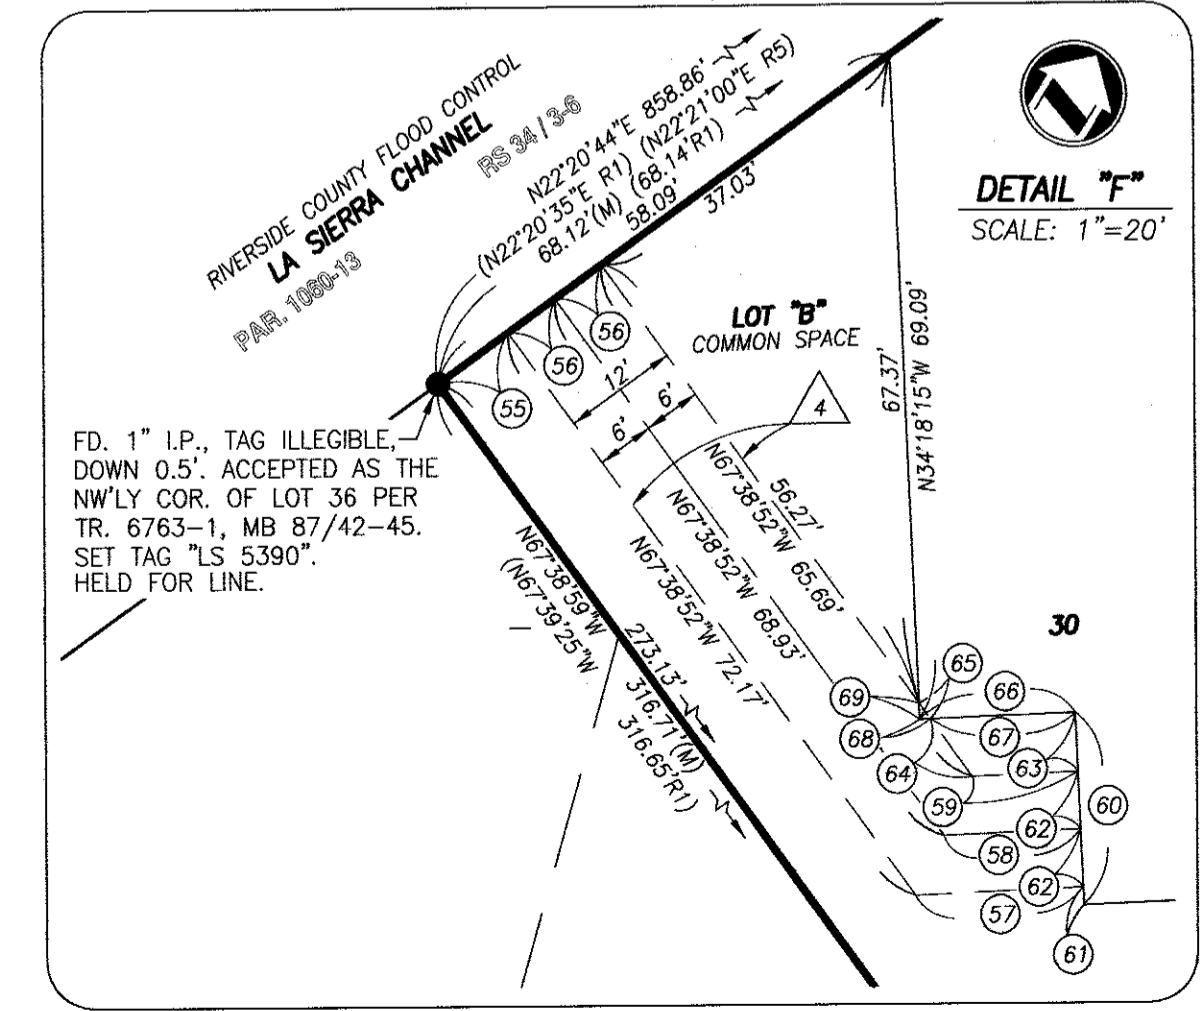 RIVERSIDE COUNTY FLOOD CONTROL
LA SIERRA CHANNEL
RS 34 / 3-6
PAR. 1060-13
N22°20'44"E 858.86'
(N22°20'35"E R1) (N22°21'00"E R5)
68.12'(M) (68.14'R1)
58.09'
37.03'
DETAIL "F"
SCALE: 1"=20'
LOT "B"
COMMON SPACE
56
56
55
12'
6'
6'
4
67.37'
N34°18'15"W 69.09'
FD. 1" I.P., TAG ILLEGIBLE,
DOWN 0.5'. ACCEPTED AS THE
NW'LY COR. OF LOT 36 PER
TR. 6763-1, MB 87/42-45.
SET TAG "LS 5390".
HELD FOR LINE.
56.27'
N67°38'52"W 65.69'
N67°38'52"W 68.93'
N67°38'52"W 72.17'
N67°38'59"W 273.13'
316.71'(M)
(N67°39'25"W 316.65'R1)
30
65
66
69
67
68
64
63
59
60
62
58
62
57
61